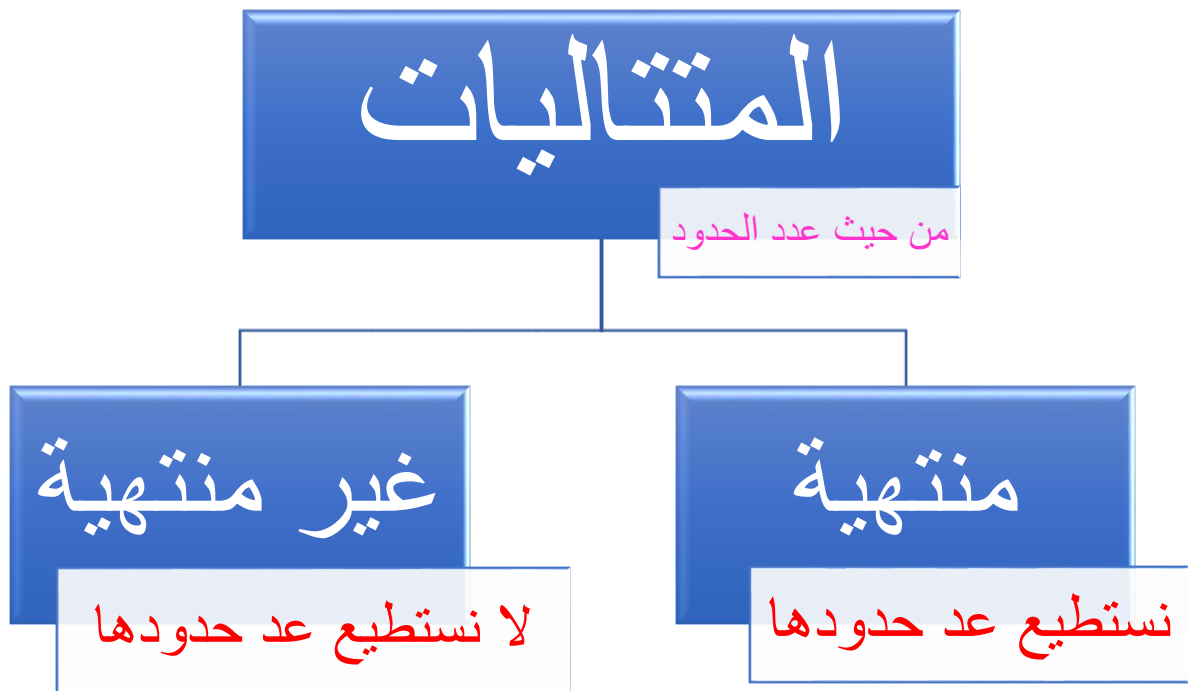 المتتاليات
من حيث عدد الحدود
منتهية
نستطيع عد حدودها
غير منتهية
لا نستطيع عد حدودها